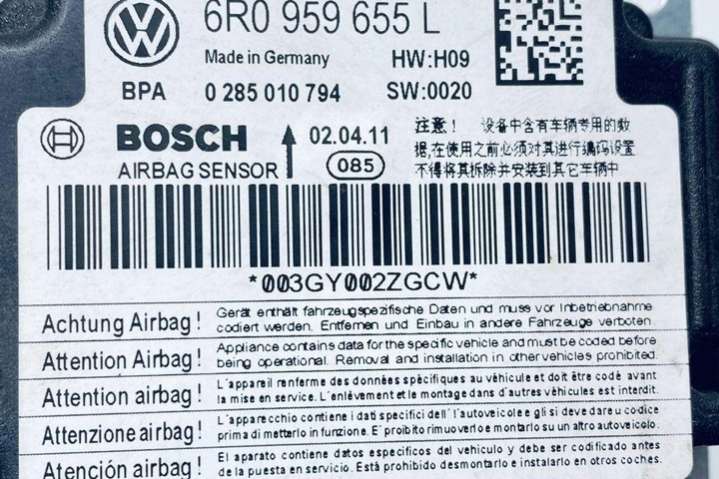 6R0 959 655 L
Made in Germany HW:H09
BPA 0 285 010 794 SW:0020
BOSCH
AIRBAG SENSOR
02.04.11
085
注意! 设备中含有车辆专用的数
据,在使用之前必须对其进行编码设置
不得将其拆除并安装到其它车辆中
*003GY002ZGCW*
Achtung Airbag! Gerät enthält fahrzeugspezifische Daten und muss vor Inbetriebnahme
codiert werden. Entfernen und Einbau in andere Fahrzeuge verboten
Attention Airbag! Appliance contains data for the specific vehicle and must be coded before
being operational. Removal and installation in other vehicles prohibited.
Attention airbag! L'appareil renferme des données spécifiques au véhicule et doit être codé avant
la mise en service. L'enlèvement et le montage dans d'autres véhicules est interdit.
Attenzione airbag! L'apparecchio contiene i dati specifici dell'autoveicolo e gli si deve dare u codice
prima di metterlo in funzione. E' proibito rimuoverlo e montarlo su un altro autoveicolo.
Atención airbag! El aparato contiene datos específicos del vehículo y debe ser codificado antes
de la puesta en servicio. Está prohibido desmontarlo e instalarlo en otros coches.